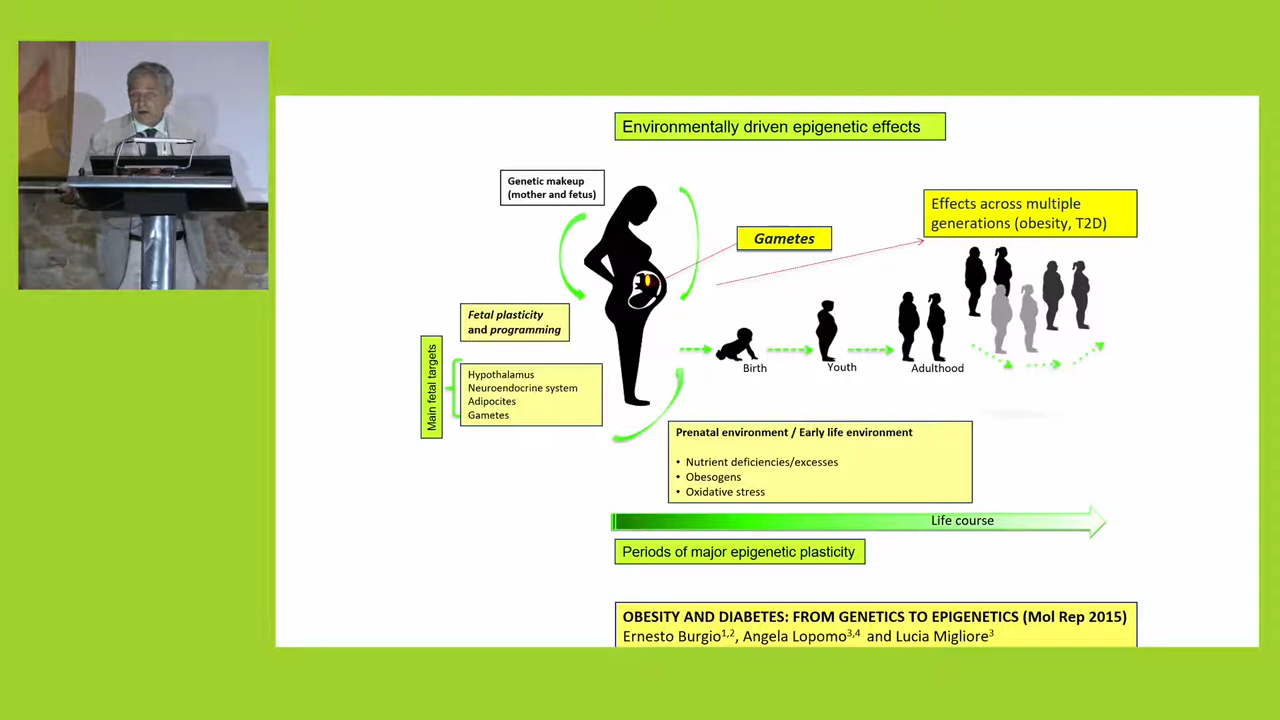 Environmentally driven epigenetic effects
Genetic makeup
(mother and fetus)
Gametes
Effects across multiple
generations (obesity, T2D)
Fetal plasticity
and programming
Main fetal targets
Hypothalamus
Neuroendocrine system
Adipocytes
Gametes
Birth
Youth
Adulthood
Prenatal environment / Early life environment
• Nutrient deficiencies/excesses
• Obesogens
• Oxidative stress
Life course
Periods of major epigenetic plasticity
OBESITY AND DIABETES: FROM GENETICS TO EPIGENETICS (Mol Rep 2015)
Ernesto Burgio1,2, Angela Lopomo3,4 and Lucia Migliore3